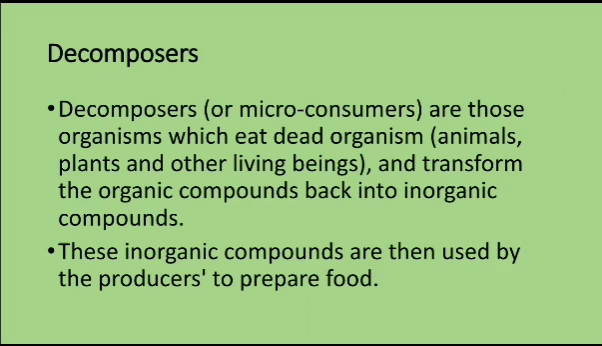 Decomposers
•Decomposers (or micro-consumers) are those
organisms which eat dead organism (animals,
plants and other living beings), and transform
the organic compounds back into inorganic
compounds.
•These inorganic compounds are then used by
the producers' to prepare food.